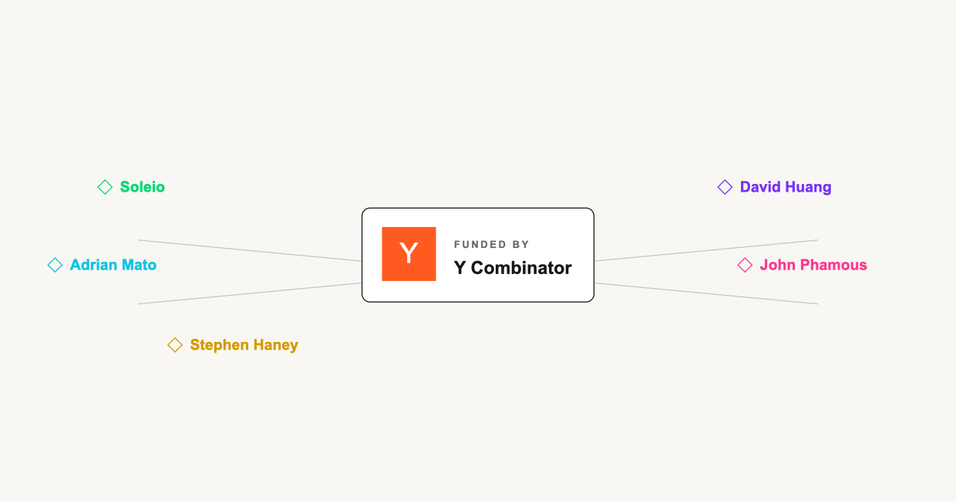 Soleio
David Huang
Y
FUNDED BY
Y Combinator
Adrian Mato
John Phamous
Stephen Haney